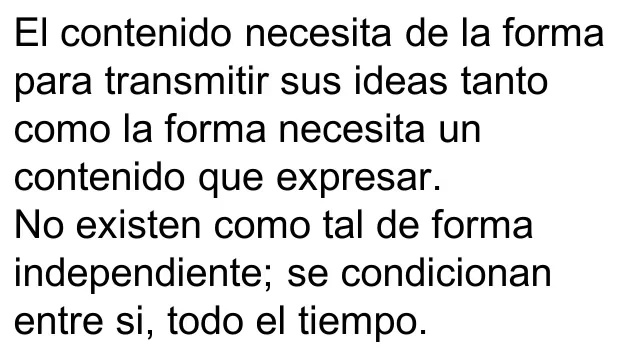 El contenido necesita de la forma
para transmitir sus ideas tanto
como la forma necesita un
contenido que expresar.
No existen como tal de forma
independiente; se condicionan
entre si, todo el tiempo.